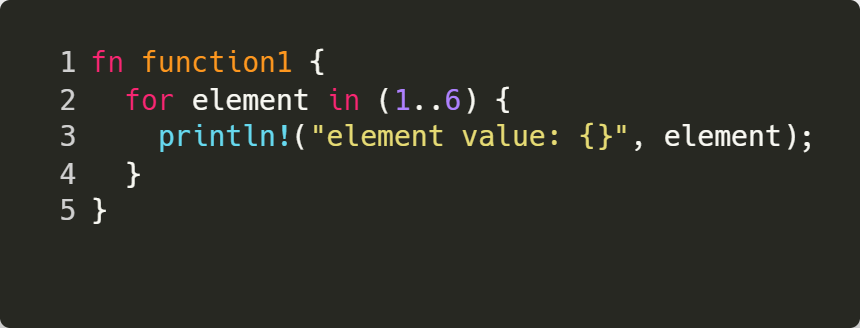 1 fn function1 {
2   for element in (1..6) {
3     println!("element value: {}", element);
4   }
5 }